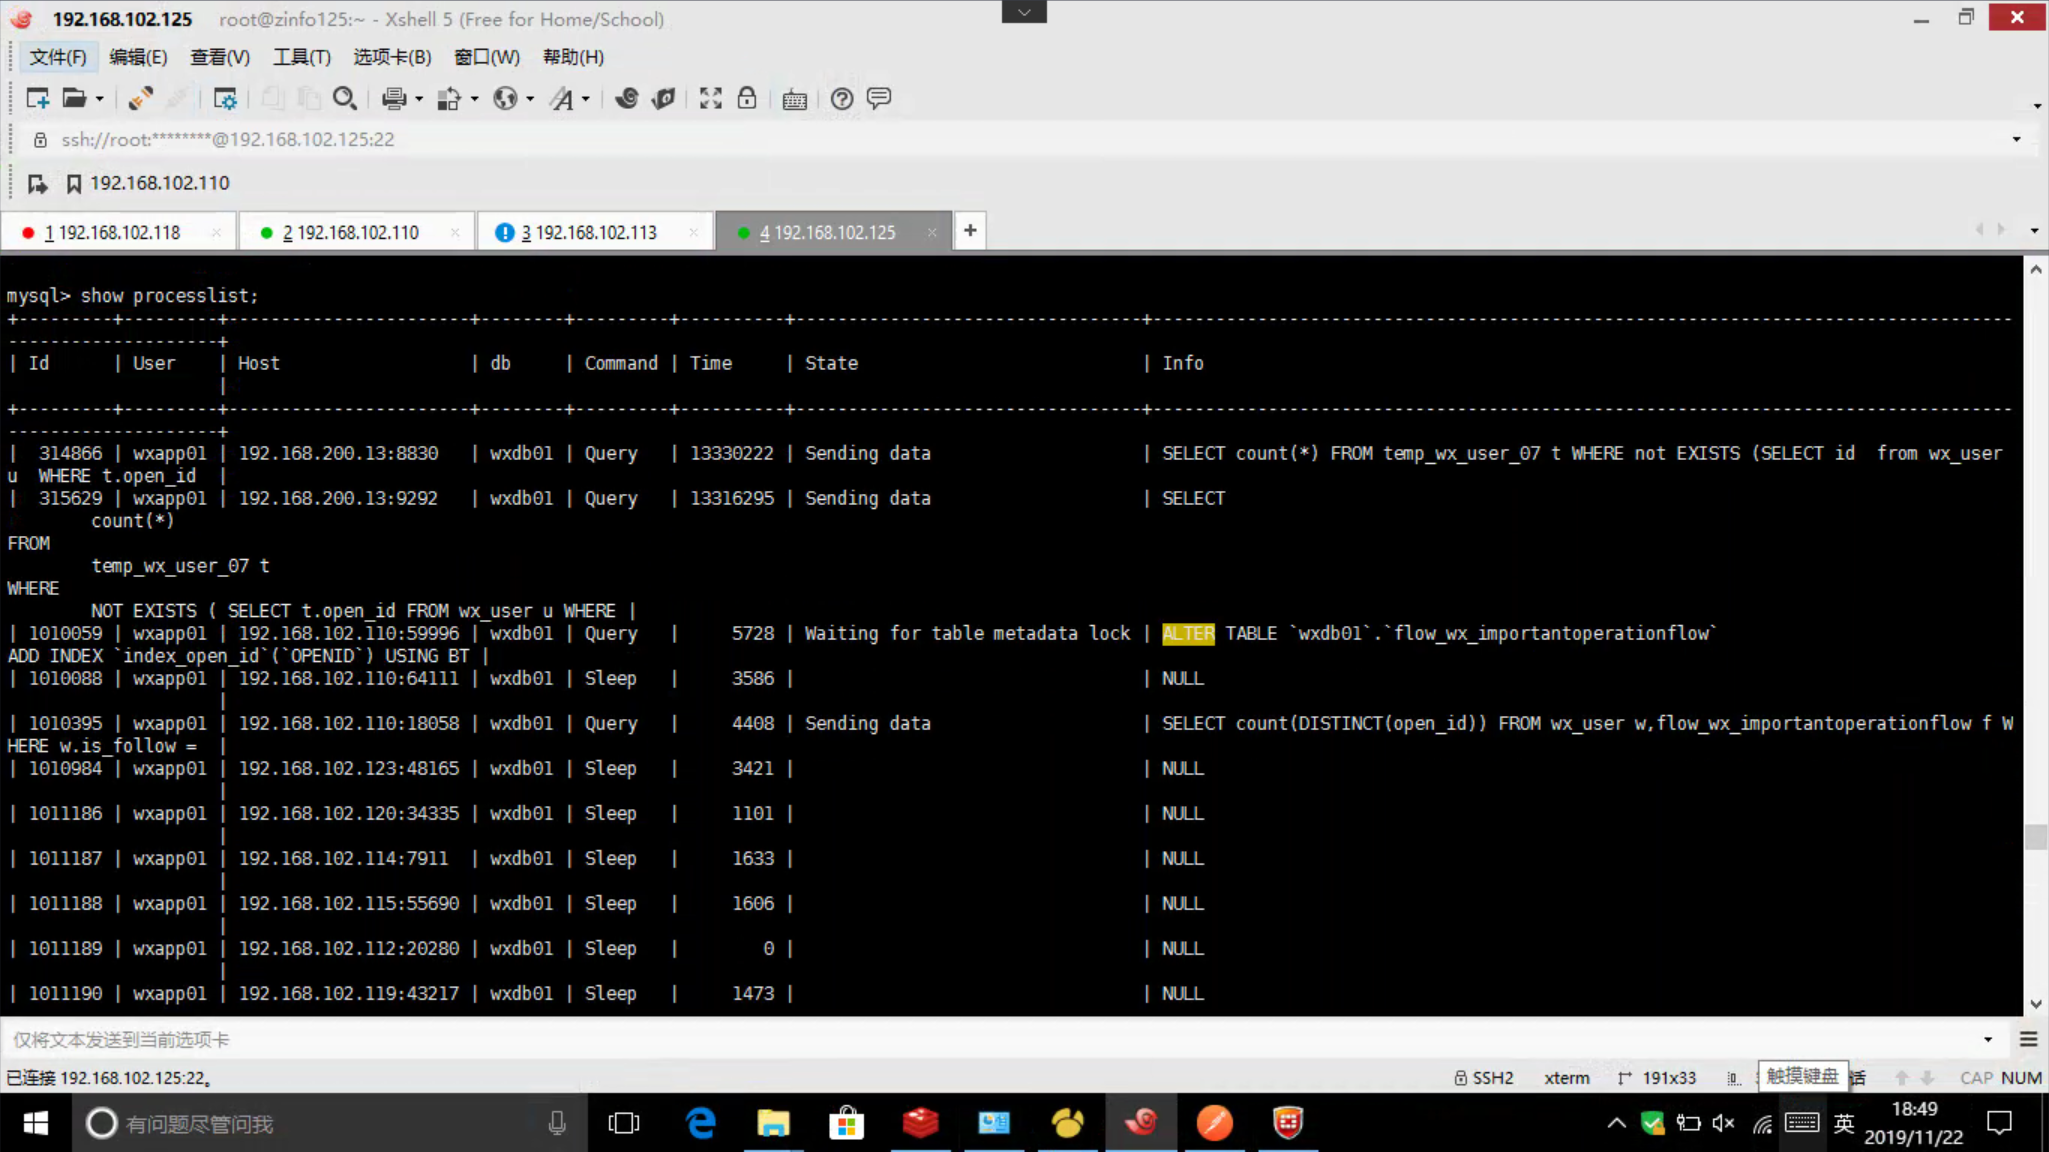 192.168.102.125 root@zinfo125:~ - Xshell 5 (Free for Home/School)
文件(F) 编辑(E) 查看(V) 工具(T) 选项卡(B) 窗口(W) 帮助(H)
ssh://root:********@192.168.102.125:22
192.168.102.110
1 192.168.102.118 2 192.168.102.110 3 192.168.102.113 4 192.168.102.125 +
mysql> show processlist;
| Id | User | Host | db | Command | Time | State | Info
|
| 314866 | wxapp01 | 192.168.200.13:8830 | wxdb01 | Query | 13330222 | Sending data | SELECT count(*) FROM temp_wx_user_07 t WHERE not EXISTS (SELECT id from wx_user
u WHERE t.open_id |
| 315629 | wxapp01 | 192.168.200.13:9292 | wxdb01 | Query | 13316295 | Sending data | SELECT
count(*)
FROM
temp_wx_user_07 t
WHERE
NOT EXISTS ( SELECT t.open_id FROM wx_user u WHERE |
| 1010059 | wxapp01 | 192.168.102.110:59996 | wxdb01 | Query | 5728 | Waiting for table metadata lock | ALTER TABLE `wxdb01`.`flow_wx_importantoperationflow`
ADD INDEX `index_open_id`(`OPENID`) USING BT |
| 1010088 | wxapp01 | 192.168.102.110:64111 | wxdb01 | Sleep | 3586 | | NULL
|
| 1010395 | wxapp01 | 192.168.102.110:18058 | wxdb01 | Query | 4408 | Sending data | SELECT count(DISTINCT(open_id)) FROM wx_user w,flow_wx_importantoperationflow f W
HERE w.is_follow = |
| 1010984 | wxapp01 | 192.168.102.123:48165 | wxdb01 | Sleep | 3421 | | NULL
|
| 1011186 | wxapp01 | 192.168.102.120:34335 | wxdb01 | Sleep | 1101 | | NULL
|
| 1011187 | wxapp01 | 192.168.102.114:7911 | wxdb01 | Sleep | 1633 | | NULL
|
| 1011188 | wxapp01 | 192.168.102.115:55690 | wxdb01 | Sleep | 1606 | | NULL
|
| 1011189 | wxapp01 | 192.168.102.112:20280 | wxdb01 | Sleep | 0 | | NULL
|
| 1011190 | wxapp01 | 192.168.102.119:43217 | wxdb01 | Sleep | 1473 | | NULL
仅将文本发送到当前选项卡
已连接 192.168.102.125:22。 SSH2 xterm 191x33 触摸键盘 话 CAP NUM
有问题尽管问我 英 18:49
2019/11/22